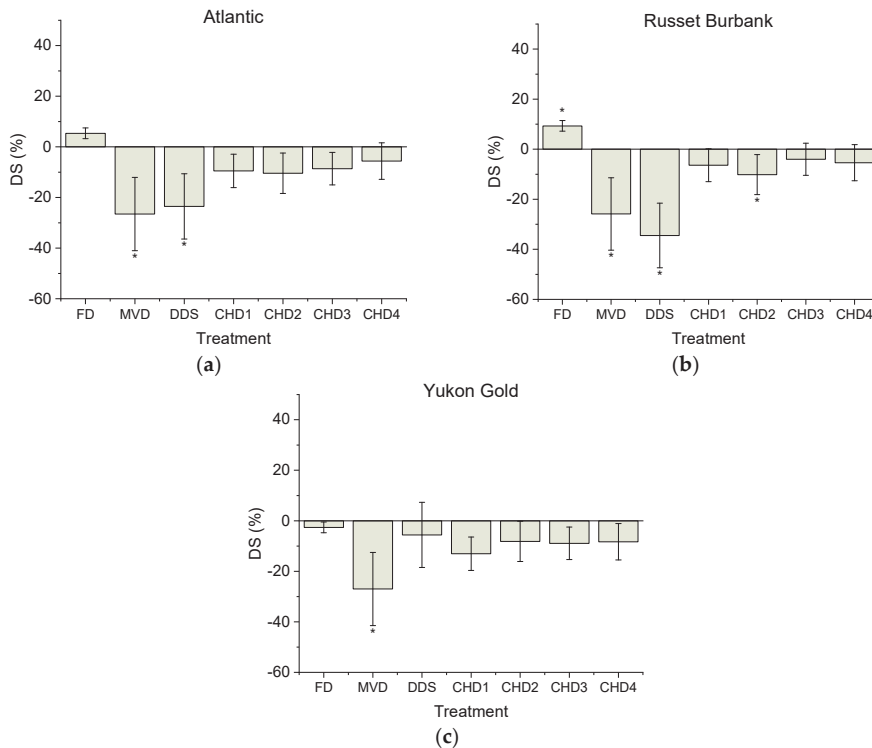 Atlantic
40
20
0
-20
-40
-60
DS (%)
*
*
FD MVD DDS CHD1 CHD2 CHD3 CHD4
Treatment
(a)
Russet Burbank
40
20
0
-20
-40
-60
DS (%)
*
*
*
*
FD MVD DDS CHD1 CHD2 CHD3 CHD4
Treatment
(b)
Yukon Gold
40
20
0
-20
-40
-60
DS (%)
*
FD MVD DDS CHD1 CHD2 CHD3 CHD4
Treatment
(c)